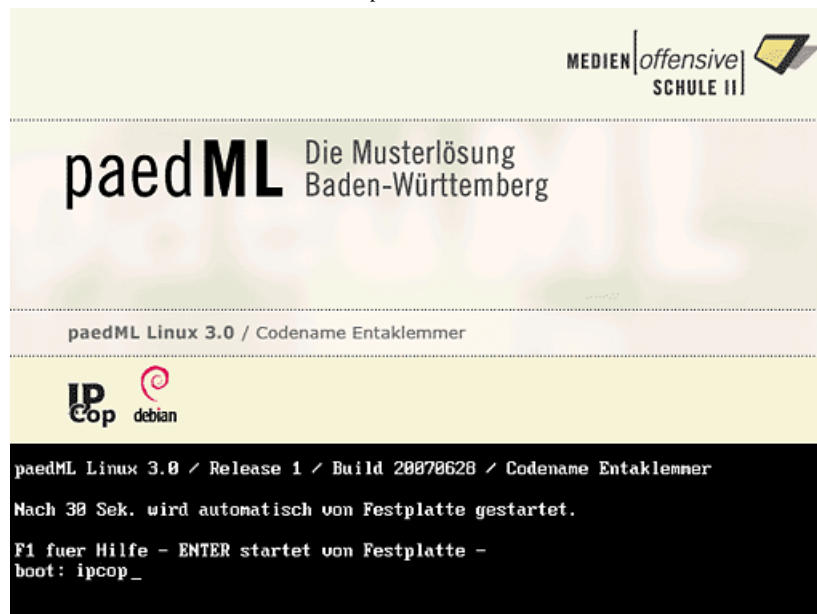 MEDIEN offensive
SCHULE II
paedML Die Musterlösung
Baden-Württemberg
paedML Linux 3.0 / Codename Entaklemmer
IP
Cop debian
paedML Linux 3.0 / Release 1 / Build 20070628 / Codename Entaklemmer
Nach 30 Sek. wird automatisch von Festplatte gestartet.
F1 fuer Hilfe - ENTER startet von Festplatte -
boot: ipcop_